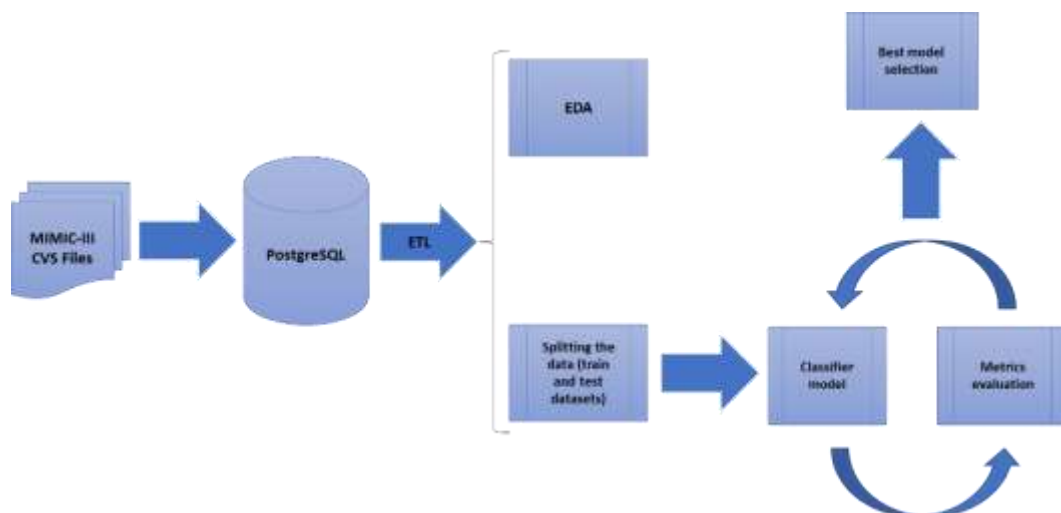 MIMIC-III
CVS Files
PostgreSQL
ETL
EDA
Splitting the
data (train
and test
datasets)
Classifier
model
Metrics
evaluation
Best model
selection